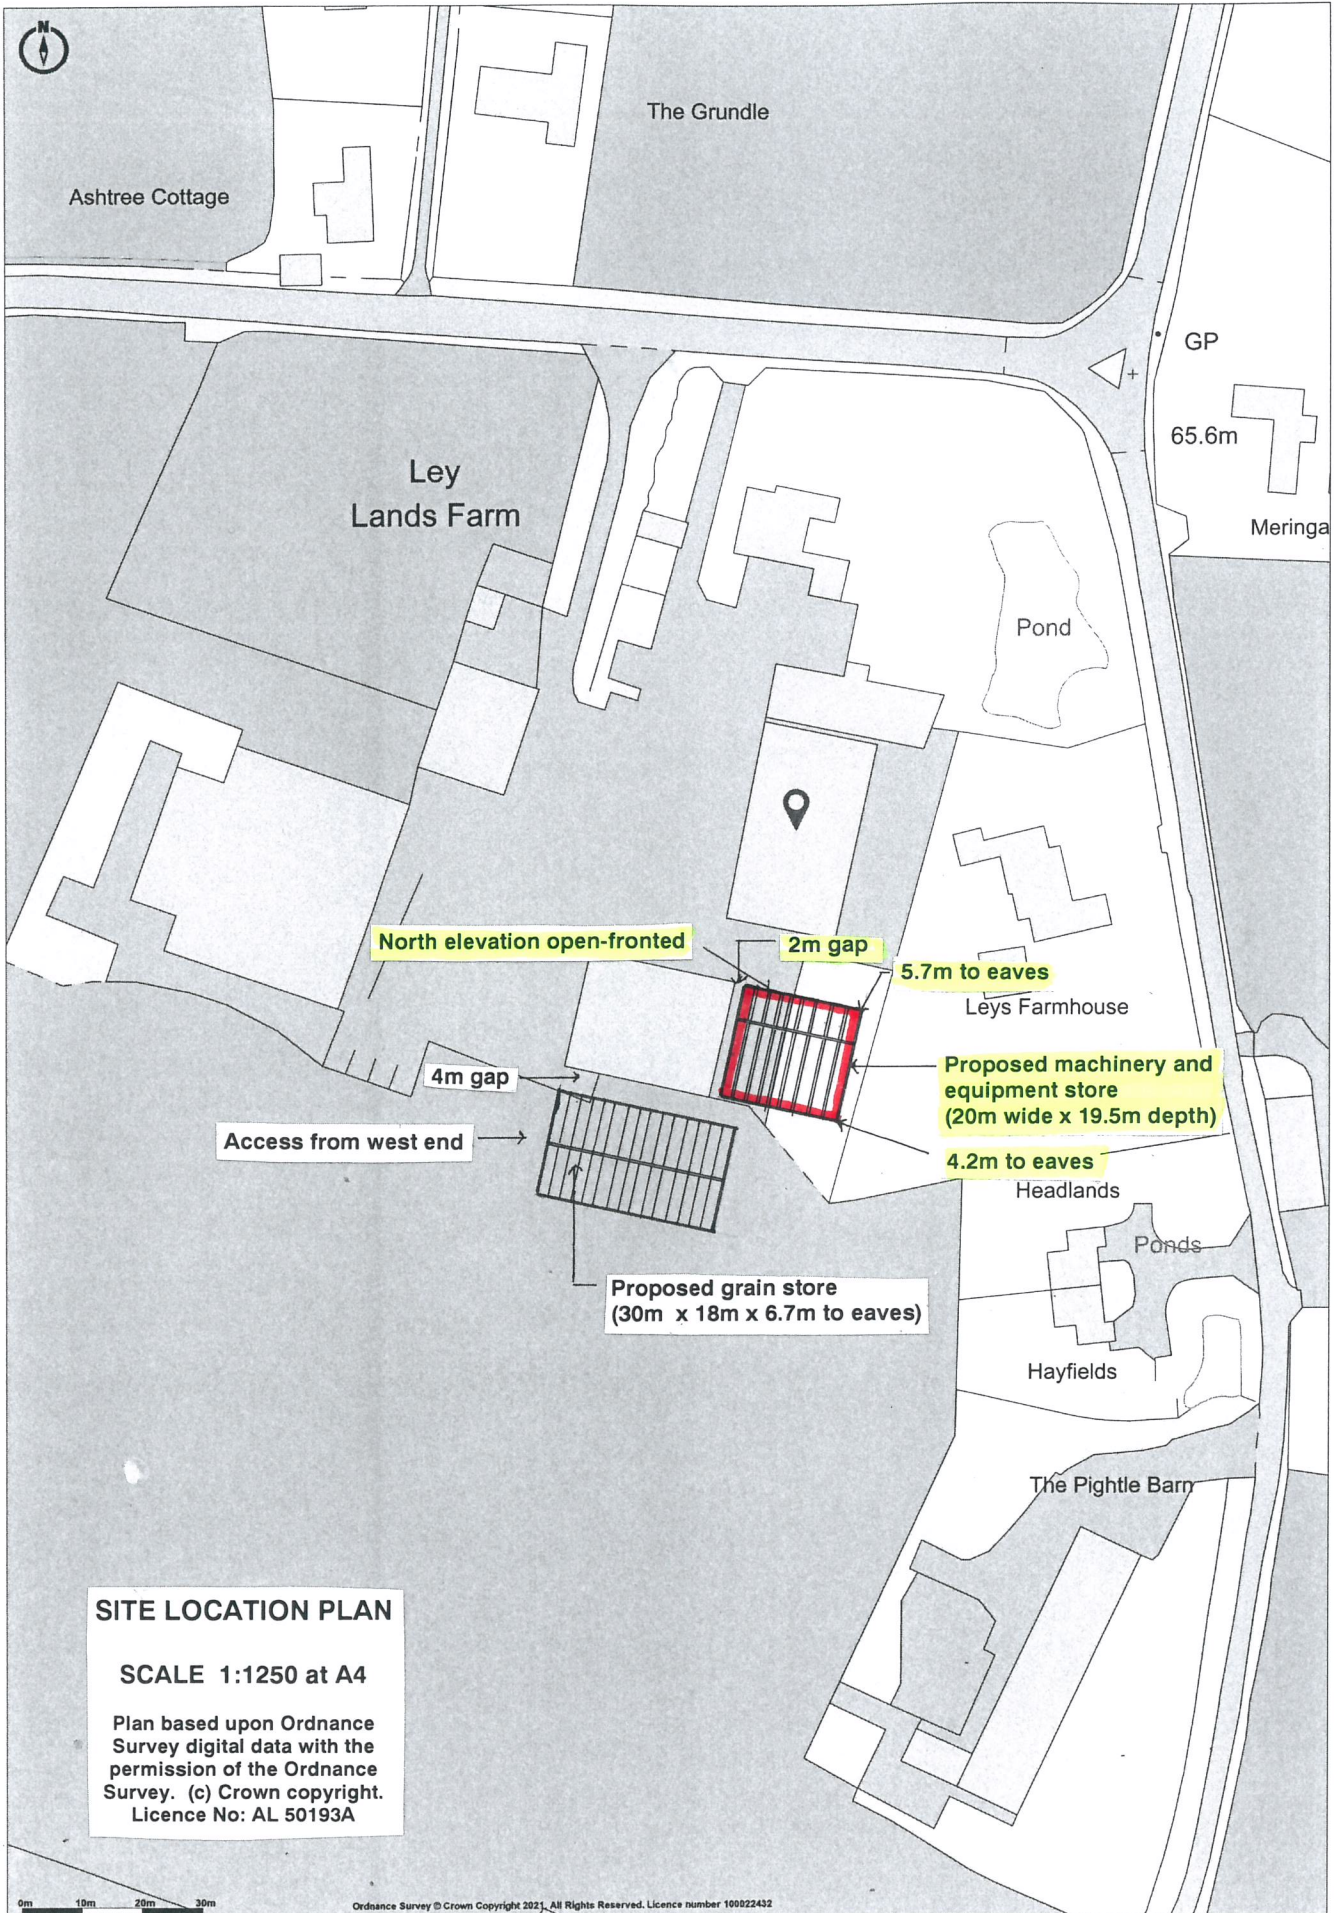 N
The Grundle
Ashtree Cottage
GP
65.6m
Ley
Lands Farm
Meringa
Pond
North elevation open-fronted
2m gap
5.7m to eaves
Leys Farmhouse
4m gap
Proposed machinery and
equipment store
(20m wide x 19.5m depth)
Access from west end
4.2m to eaves
Headlands
Ponds
Proposed grain store
(30m x 18m x 6.7m to eaves)
Hayfields
The Pightle Barn
SITE LOCATION PLAN
SCALE 1:1250 at A4
Plan based upon Ordnance
Survey digital data with the
permission of the Ordnance
Survey. (c) Crown copyright.
Licence No: AL 50193A
0m 10m 20m 30m
Ordnance Survey © Crown Copyright 2021. All Rights Reserved. Licence number 100022432